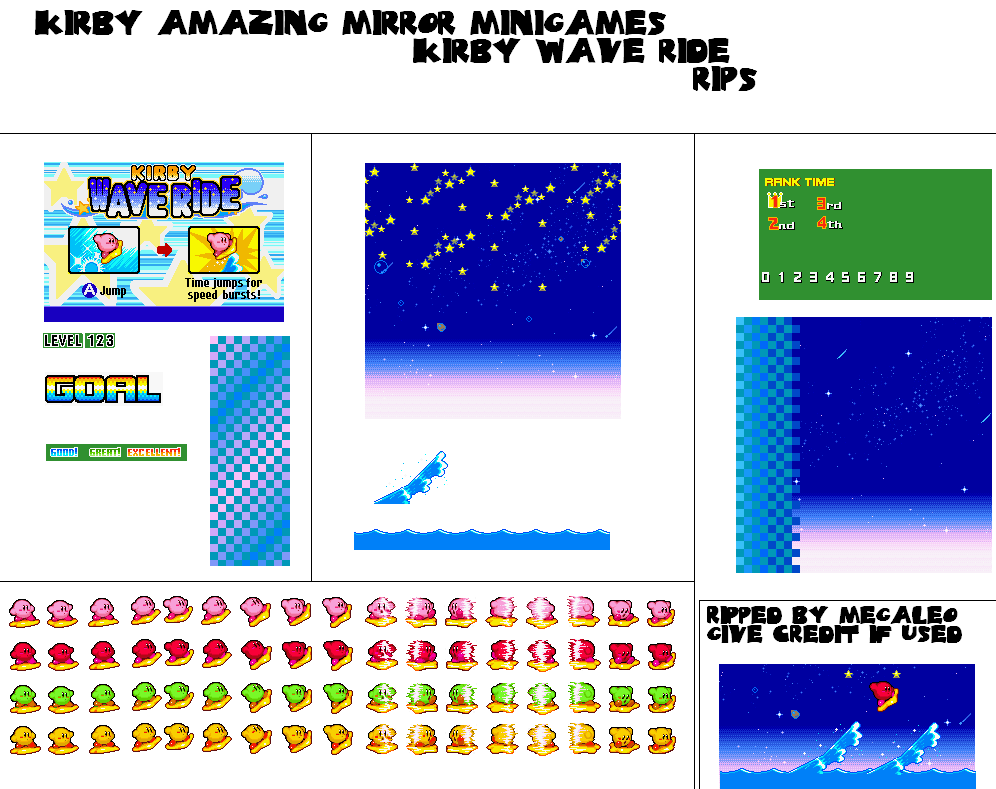 KIRBY AMAZING MIRROR MINIGAMES
KIRBY WAVE RIDE
RIPS
KIRBY
WAVE RIDE
A Jump
Time jumps for
speed bursts!
LEVEL 123
GOAL
GOOD! GREAT! EXCELLENT!
RANK TIME
1st 3rd
2nd 4th
0 1 2 3 4 5 6 7 8 9
RIPPED BY MEGALEO
GIVE CREDIT IF USED